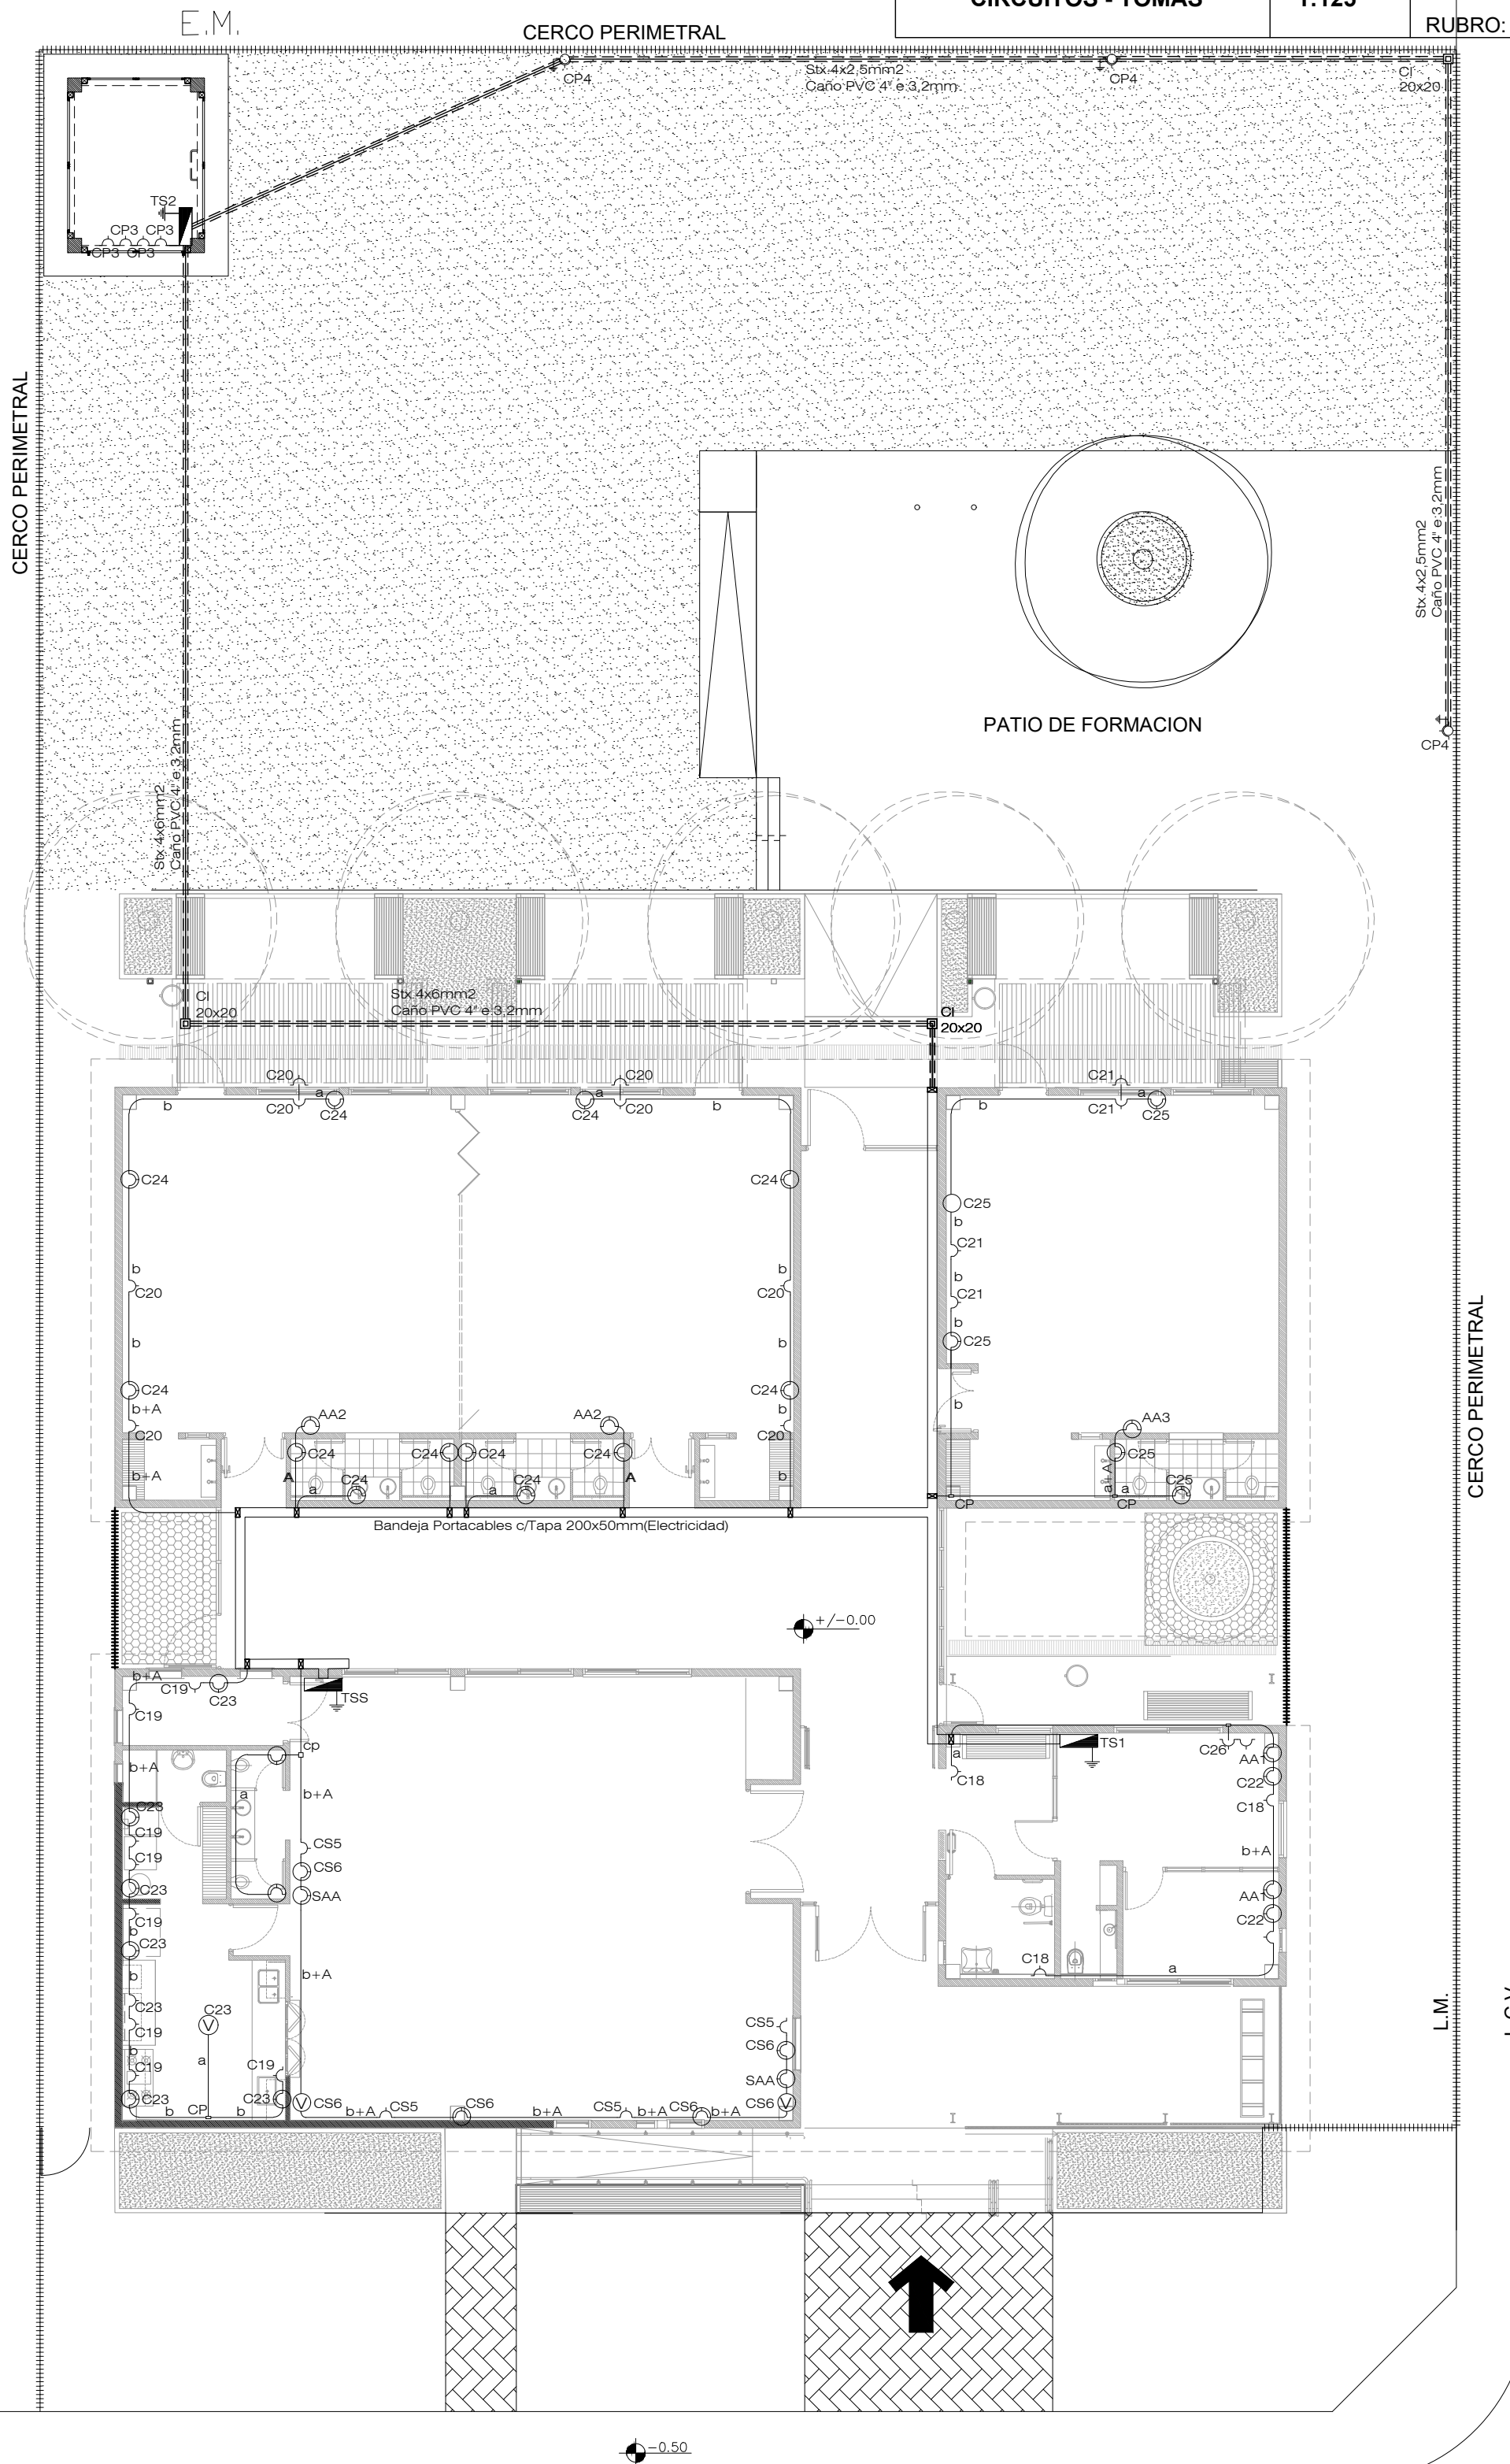 CIRCUITOS - TOMAS
1:125
RUBRO:
E.M.
CERCO PERIMETRAL
CP4
Stx.4x2,5mm2
Caño PVC 4" e:3,2mm
CP4
CI
20x20
TS2
CP3 CP3
CP3 CP3
CERCO PERIMETRAL
Stx.4x2,5mm2
Caño PVC 4" e:3,2mm
PATIO DE FORMACION
CP4
Stx.4x6mm2
Caño PVC 4" e:3,2mm
CI
20x20
Stx.4x6mm2
Caño PVC 4" e:3,2mm
CI
20x20
C20
C20
C21
a
a
a
b
C20
C24
C24
C20
b
b
C21
C25
C24
C24
C25
b
b
b
C21
C20
C20
b
C21
b
b
b
C25
C24
C24
b+A
b
b
C20
AA2
AA2
C20
AA3
C24
C24
C24
C24
C25
b+A
A
C24
C24
A
b
a+A
C25
a
a
a
CP
CP
Bandeja Portacables c/Tapa 200x50mm(Electricidad)
CERCO PERIMETRAL
+/-0.00
b+A
C19
C23
TSS
C19
cp
TS1
C26
a
AA1
b+A
C18
C22
a
b+A
C18
C23
C19
CS5
b+A
C19
CS6
C23
SAA
AA1
C19
C22
b
C23
C18
b
b+A
a
C23
C23
C19
CS5
b
CS6
a
C19
C19
SAA
C23
C23
CS6
CS5
CS6
CS5
CS6
CS6
b
CP
b
b+A
b+A
b+A
b+A
L.M.
-0.50